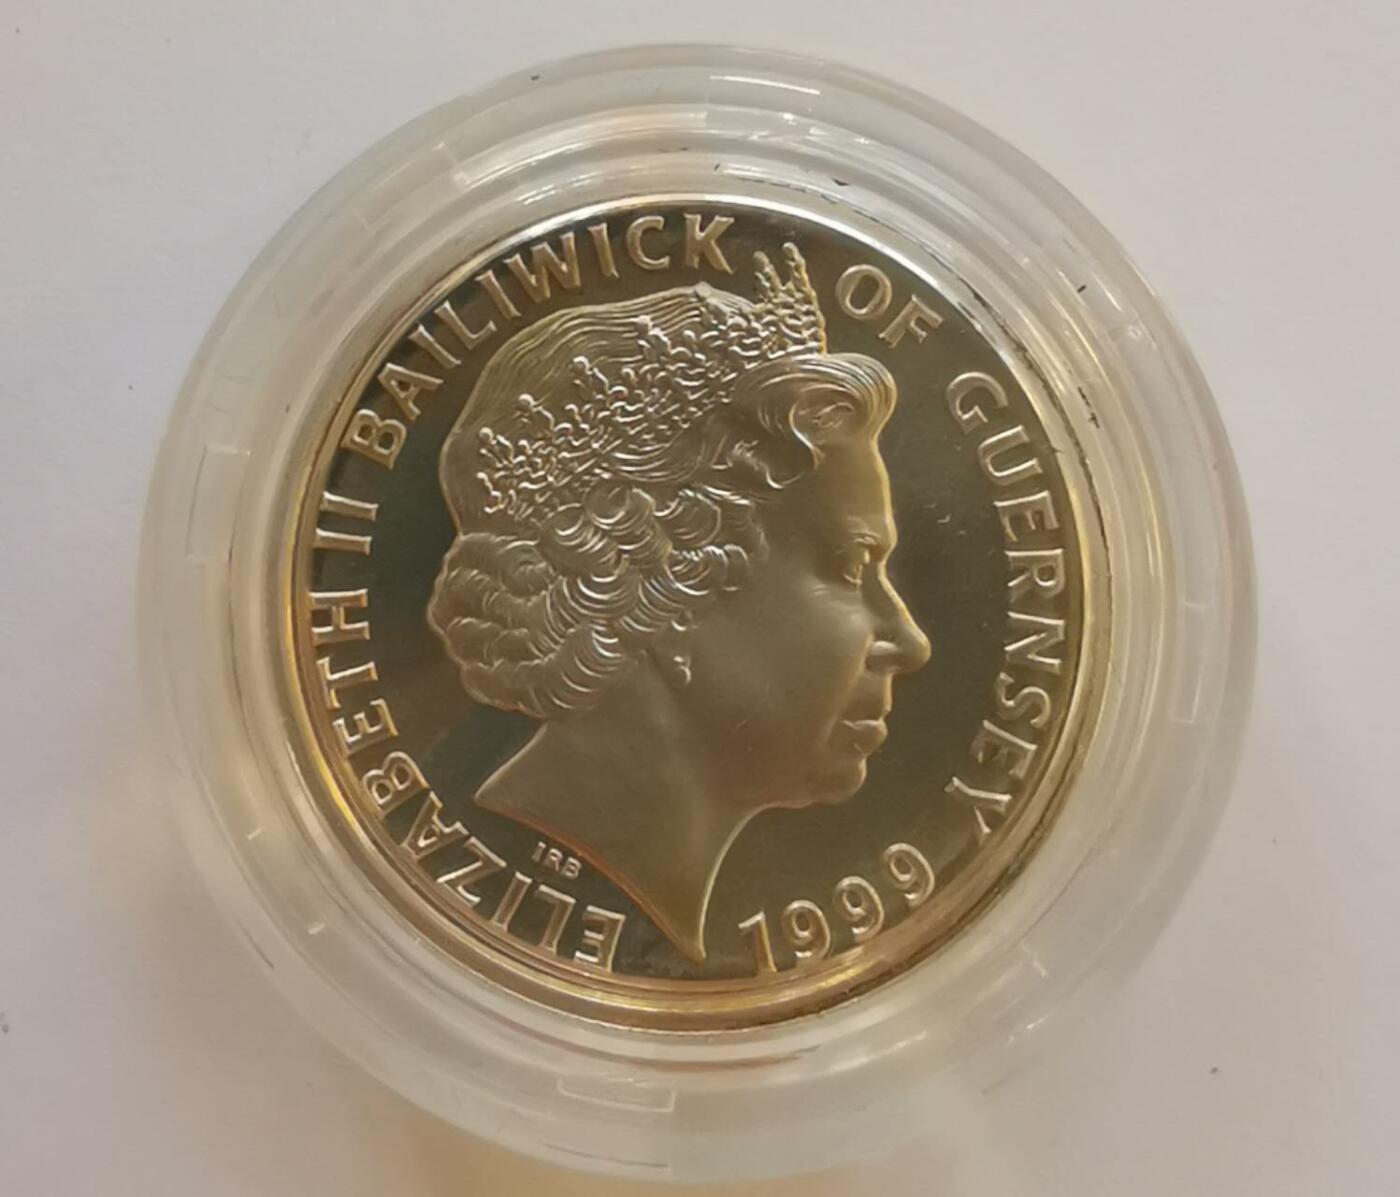 ELIZABETH II BAILIWICK OF GUERNSEY 1999
IRB